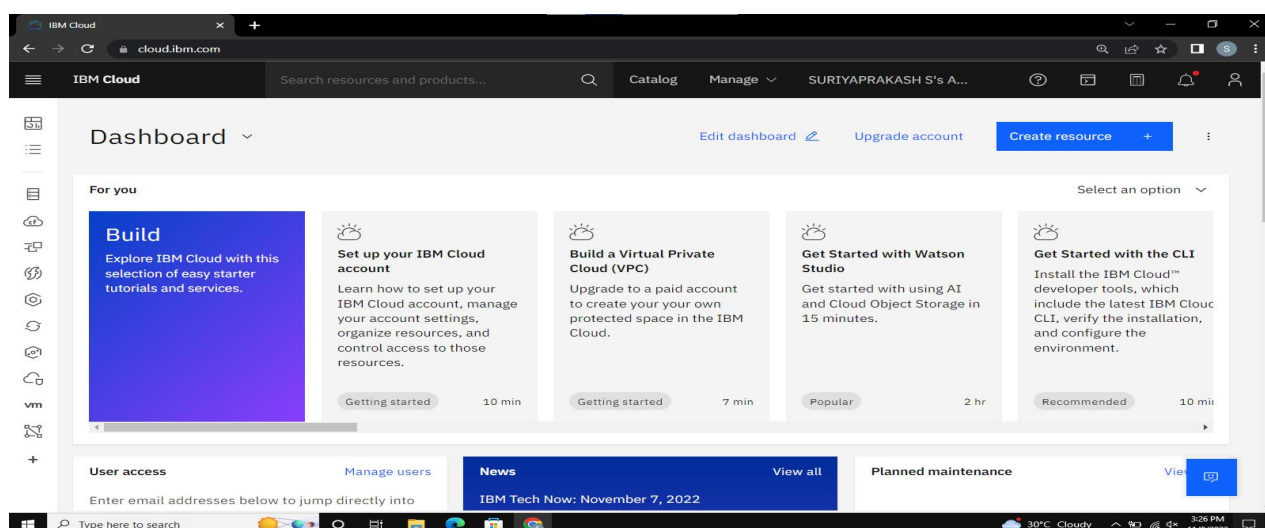 IBM Cloud
cloud.ibm.com
S
IBM Cloud
Search resources and products...
Catalog
Manage
SURIYAPRAKASH S's A...
Dashboard
Edit dashboard
Upgrade account
Create resource +
For you
Select an option
Build
Explore IBM Cloud with this
selection of easy starter
tutorials and services.
Set up your IBM Cloud
account
Learn how to set up your
IBM Cloud account, manage
your account settings,
organize resources, and
control access to those
resources.
Getting started 10 min
Build a Virtual Private
Cloud (VPC)
Upgrade to a paid account
to create your your own
protected space in the IBM
Cloud.
Getting started 7 min
Get Started with Watson
Studio
Get started with using AI
and Cloud Object Storage in
15 minutes.
Popular 2 hr
Get Started with the CLI
Install the IBM Cloud™
developer tools, which
include the latest IBM Cloud
CLI, verify the installation,
and configure the
environment.
Recommended 10 min
cf
vm
User access
Manage users
Enter email addresses below to jump directly into
News
View all
IBM Tech Now: November 7, 2022
Planned maintenance
Type here to search
30°C Cloudy
3:26 PM